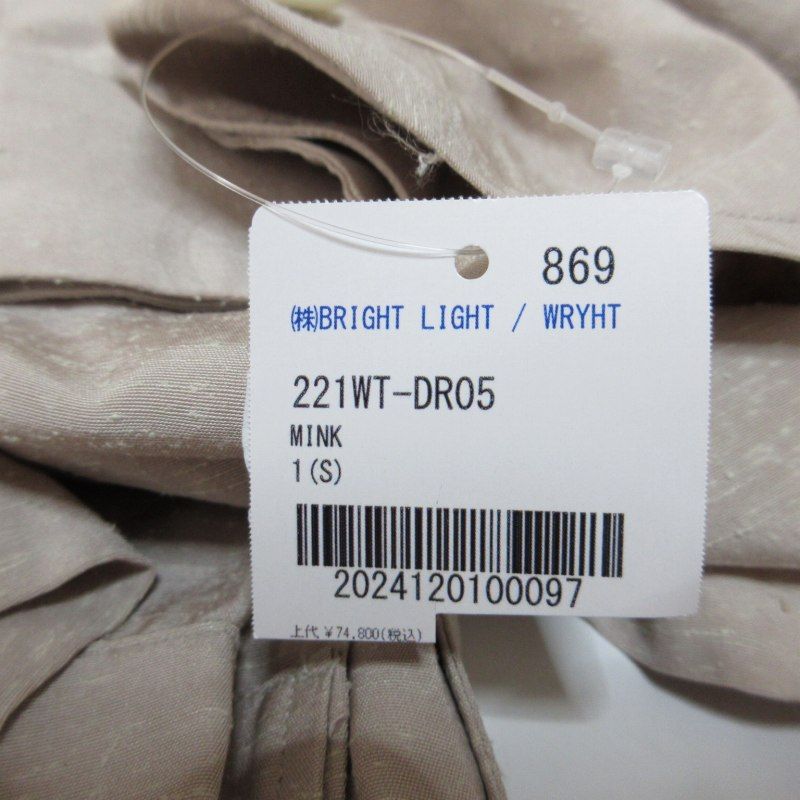 869
㈱BRIGHT LIGHT / WRYHT
221WT-DR05
MINK
1(S)
2024120100097
上代 ¥74,800(税込)